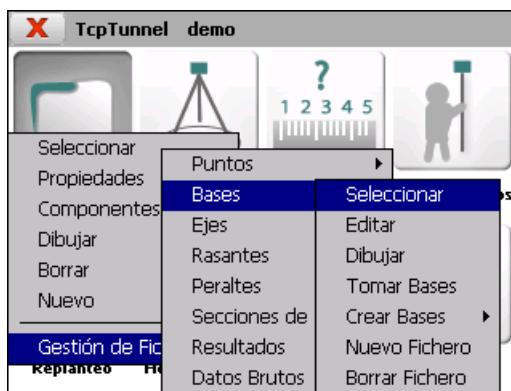 X TcpTunnel demo
?
1 2 3 4 5
Seleccionar
Propiedades
Componentes
Dibujar
Borrar
Nuevo
Gestión de Fic
Puntos
Bases
Ejes
Rasantes
Peraltes
Secciones de
Resultados
Datos Brutos
Seleccionar
Editar
Dibujar
Tomar Bases
Crear Bases
Nuevo Fichero
Borrar Fichero
Replanteo